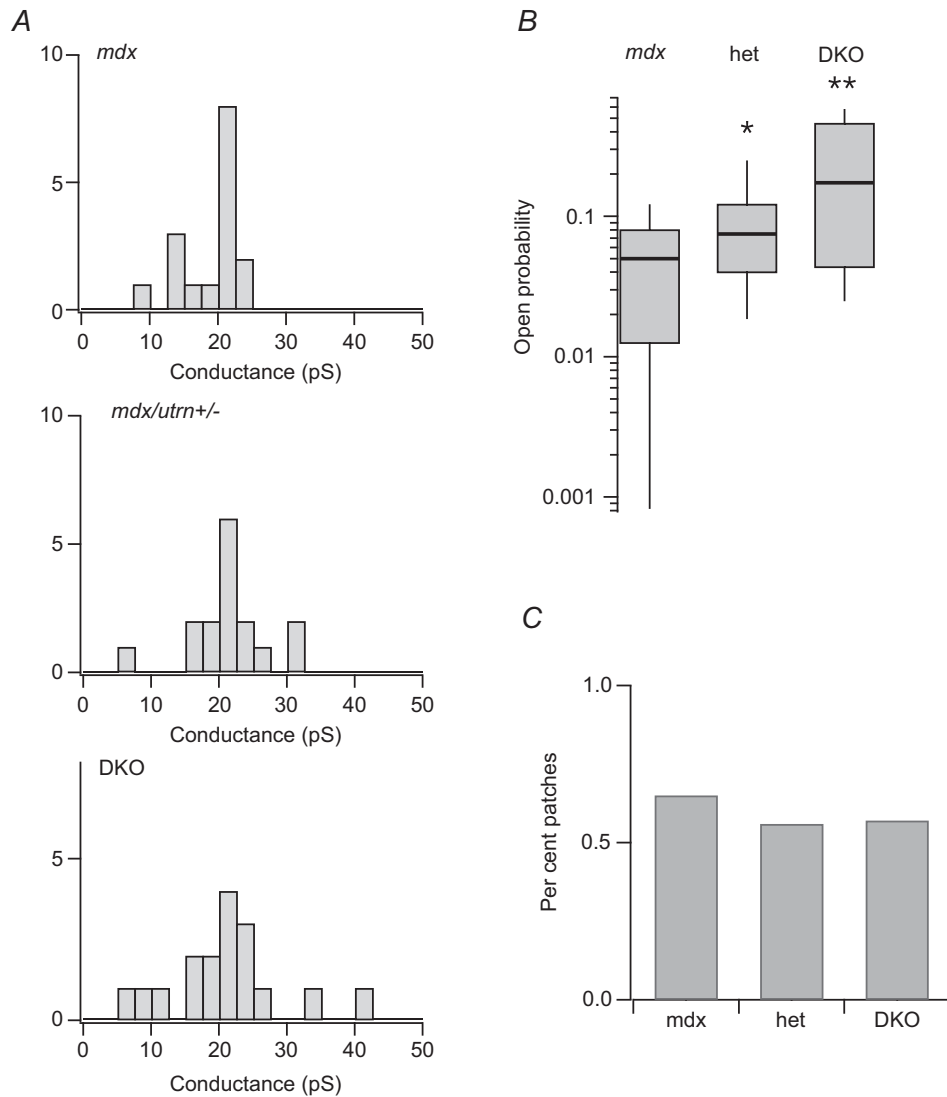 A
mdx
10
5
0
0 10 20 30 40 50
Conductance (pS)
mdx/utrn+/-
10
5
0
0 10 20 30 40 50
Conductance (pS)
DKO
5
0
0 10 20 30 40 50
Conductance (pS)
B
mdx het DKO
* **
0.1
0.01
0.001
Open probability
C
1.0
0.5
0.0
Per cent patches
mdx het DKO